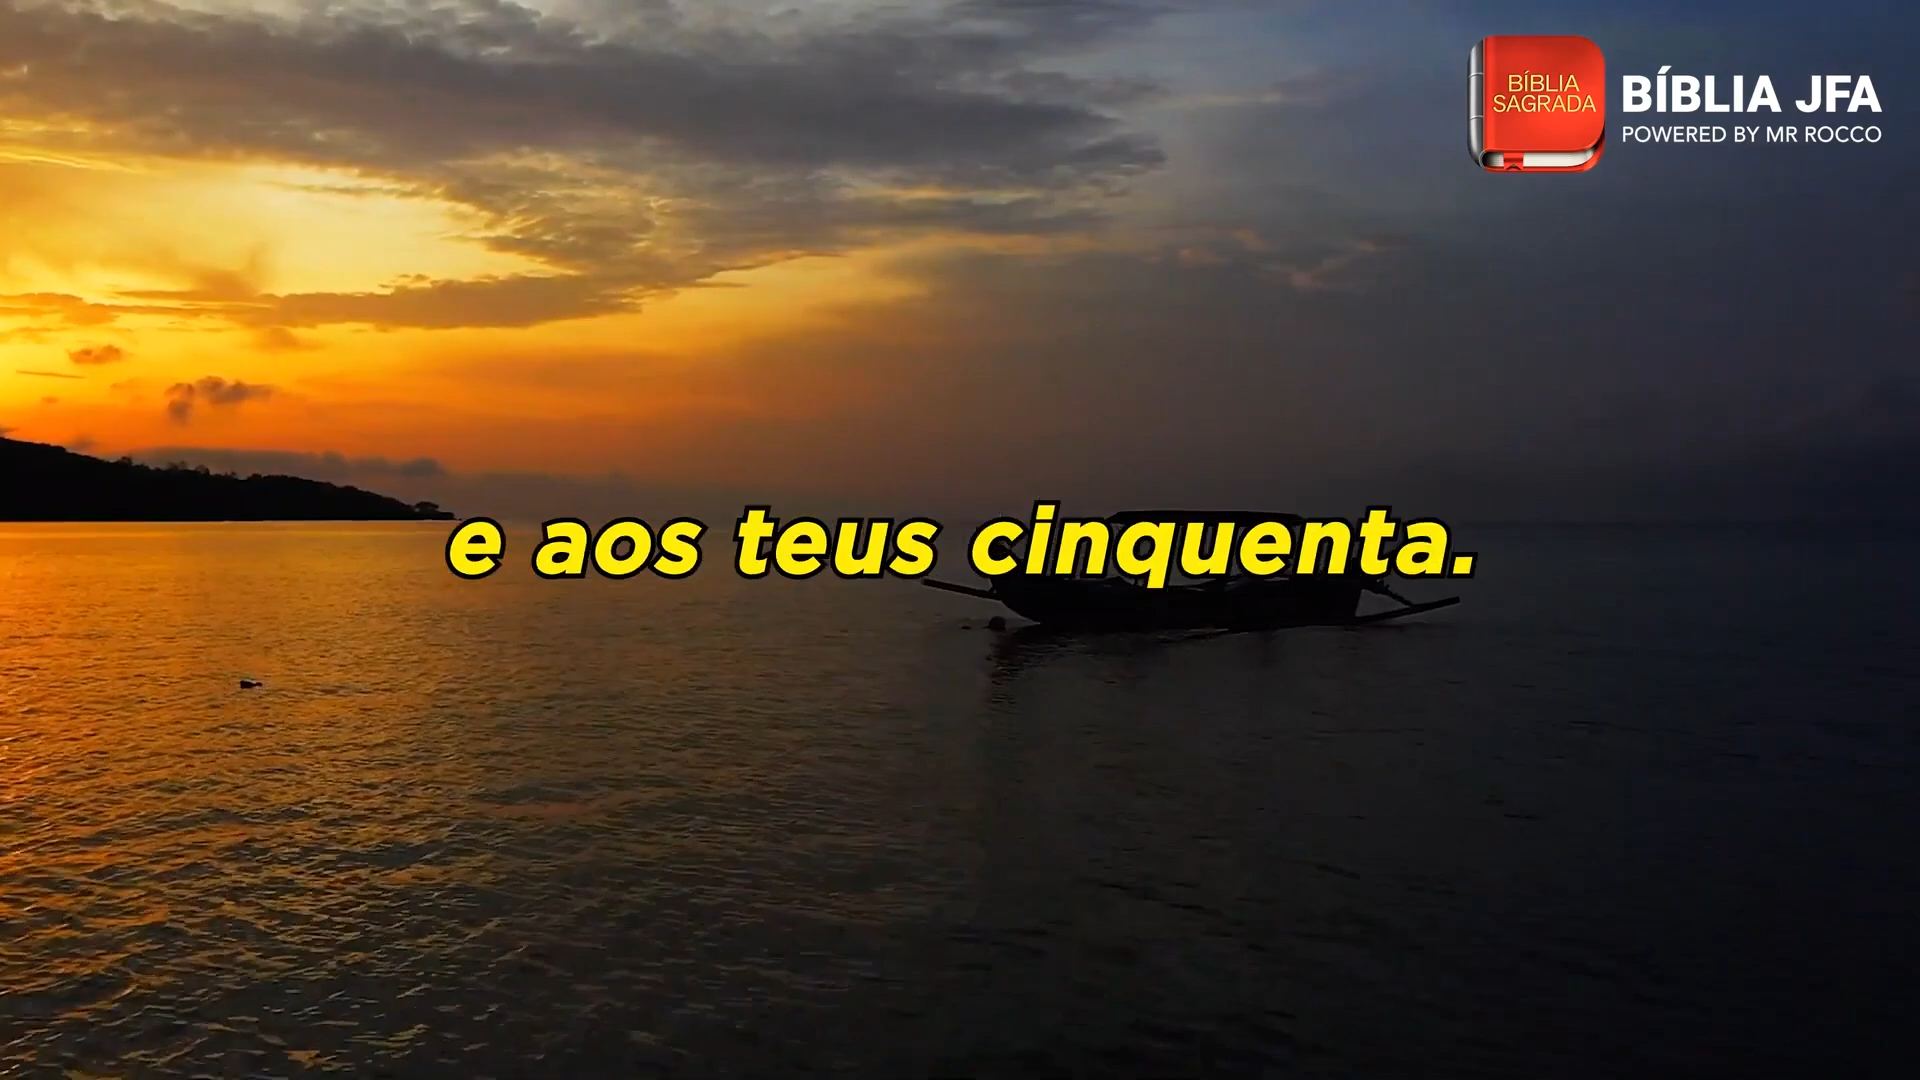 BÍBLIA
SAGRADA
BÍBLIA JFA
POWERED BY MR ROCCO
e aos teus cinquenta.